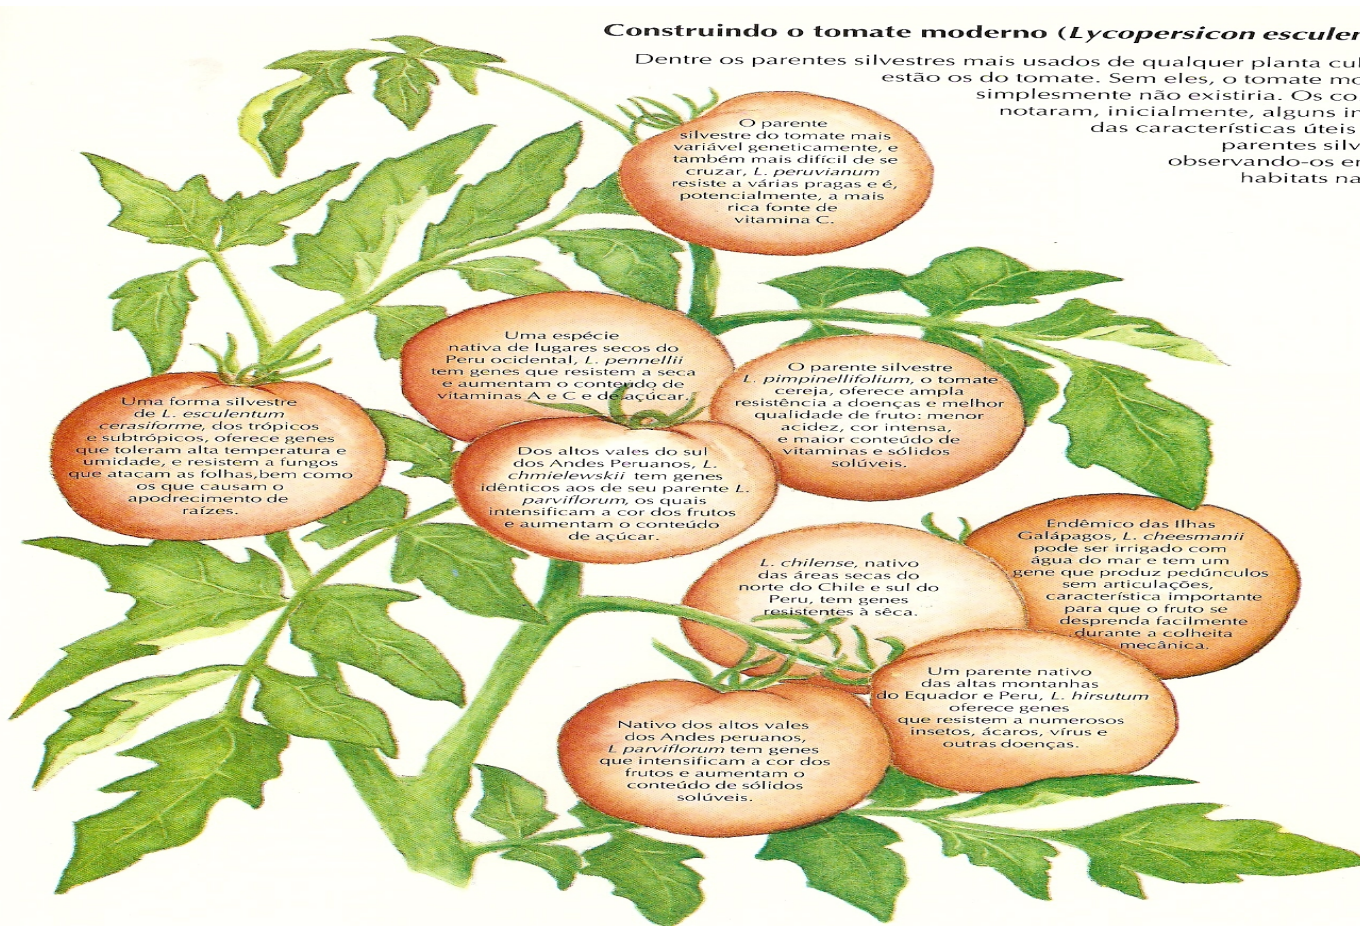 Construindo o tomate moderno (Lycopersicon esculen
Dentre os parentes silvestres mais usados de qualquer planta cul
estão os do tomate. Sem eles, o tomate mo
simplesmente não existiria. Os co
notaram, inicialmente, alguns in
das características úteis
parentes silv
observando-os en
habitats na
O parente
silvestre do tomate mais
variável geneticamente, e
também mais difícil de se
cruzar, L. peruvianum
resiste a várias pragas e é,
potencialmente, a mais
rica fonte de
vitamina C.
Uma espécie
nativa de lugares secos do
Peru ocidental, L. pennellii
tem genes que resistem a seca
e aumentam o conteúdo de
vitaminas A e C e de açúcar.
O parente silvestre
L. pimpinellifolium, o tomate
cereja, oferece ampla
resistência a doenças e melhor
qualidade de fruto: menor
acidez, cor intensa,
e maior conteúdo de
vitaminas e sólidos
solúveis.
Uma forma silvestre
de L. esculentum
cerasiforme, dos trópicos
e subtrópicos, oferece genes
que toleram alta temperatura e
umidade, e resistem a fungos
que atacam as folhas,bem como
os que causam o
apodrecimento de
raízes.
Dos altos vales do sul
dos Andes Peruanos, L.
chmielewskii tem genes
idênticos aos de seu parente L.
parviflorum, os quais
intensificam a cor dos frutos
e aumentam o conteúdo
de açúcar.
Endêmico das Ilhas
Galápagos, L. cheesmanii
pode ser irrigado com
água do mar e tem um
gene que produz pedúnculos
sem articulações,
característica importante
para que o fruto se
desprenda facilmente
durante a colheita
mecânica.
L. chilense, nativo
das áreas secas do
norte do Chile e sul do
Peru, tem genes
resistentes à sêca.
Um parente nativo
das altas montanhas
do Equador e Peru, L. hirsutum
oferece genes
que resistem a numerosos
insetos, ácaros, vírus e
outras doenças.
Nativo dos altos vales
dos Andes peruanos,
L parviflorum tem genes
que intensificam a cor dos
frutos e aumentam o
conteúdo de sólidos
solúveis.